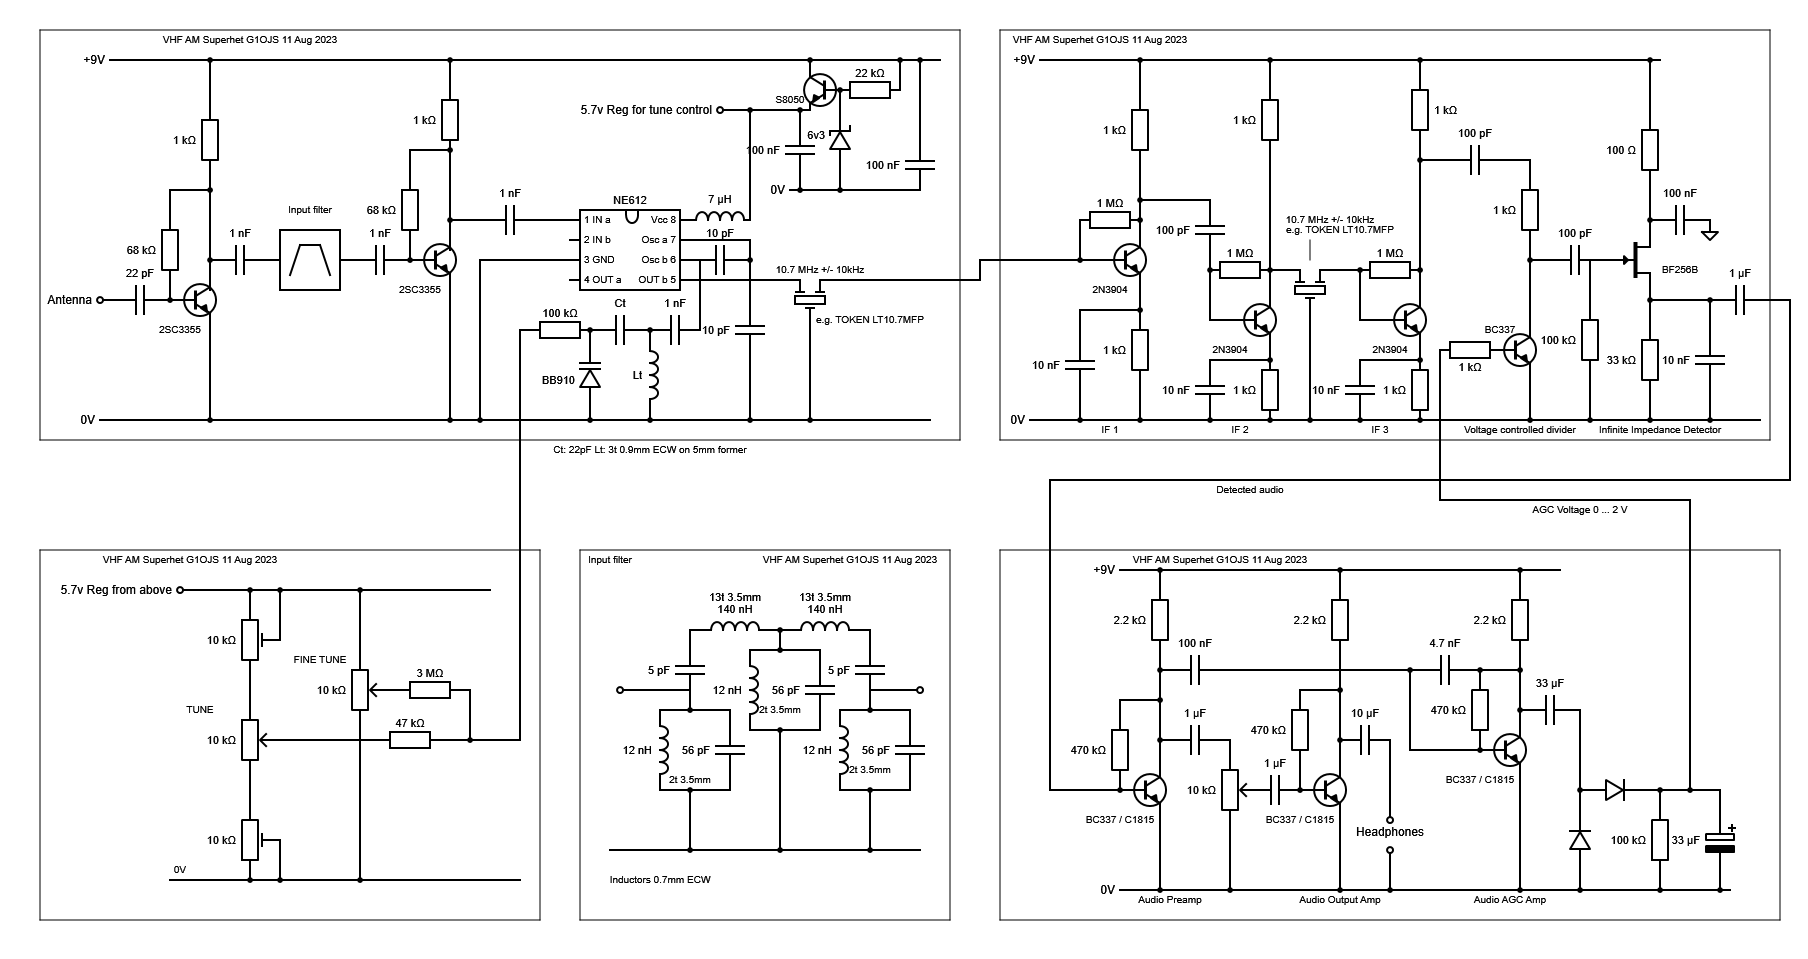 VHF AM Superhet G1OJS 11 Aug 2023
+9V
1 kΩ
1 kΩ
22 kΩ
S8050
5.7v Reg for tune control
6v3
100 nF
100 nF
0V
68 kΩ
68 kΩ
Input filter
1 nF
1 nF
1 nF
22 pF
Antenna
2SC3355
2SC3355
NE612
1 IN a
2 IN b
3 GND
4 OUT a
Vcc 8
Osc a 7
Osc b 6
OUT b 5
7 µH
10 pF
10.7 MHz +/- 10kHz
e.g. TOKEN LT10.7MFP
100 kΩ
Ct
1 nF
10 pF
BB910
Lt
0V
Ct: 22pF Lt: 3t 0.9mm ECW on 5mm former
VHF AM Superhet G1OJS 11 Aug 2023
+9V
1 kΩ
1 kΩ
1 kΩ
100 pF
100 Ω
100 nF
1 MΩ
100 pF
1 MΩ
10.7 MHz +/- 10kHz
e.g. TOKEN LT10.7MFP
1 MΩ
1 kΩ
100 pF
BF256B
1 µF
2N3904
2N3904
2N3904
BC337
1 kΩ
100 kΩ
33 kΩ
10 nF
10 nF
1 kΩ
10 nF
1 kΩ
10 nF
1 kΩ
0V
IF 1
IF 2
IF 3
Voltage controlled divider
Infinite Impedance Detector
Detected audio
AGC Voltage 0 ... 2 V
VHF AM Superhet G1OJS 11 Aug 2023
5.7v Reg from above
10 kΩ
FINE TUNE
10 kΩ
3 MΩ
TUNE
10 kΩ
47 kΩ
10 kΩ
0V
Input filter
VHF AM Superhet G1OJS 11 Aug 2023
13t 3.5mm
140 nH
13t 3.5mm
140 nH
5 pF
5 pF
12 nH
56 pF
2t 3.5mm
12 nH
56 pF
2t 3.5mm
12 nH
56 pF
2t 3.5mm
Inductors 0.7mm ECW
VHF AM Superhet G1OJS 11 Aug 2023
+9V
2.2 kΩ
2.2 kΩ
2.2 kΩ
100 nF
4.7 nF
33 µF
470 kΩ
1 µF
470 kΩ
10 µF
470 kΩ
1 µF
10 kΩ
BC337 / C1815
BC337 / C1815
BC337 / C1815
Headphones
100 kΩ
33 µF
+
0V
Audio Preamp
Audio Output Amp
Audio AGC Amp